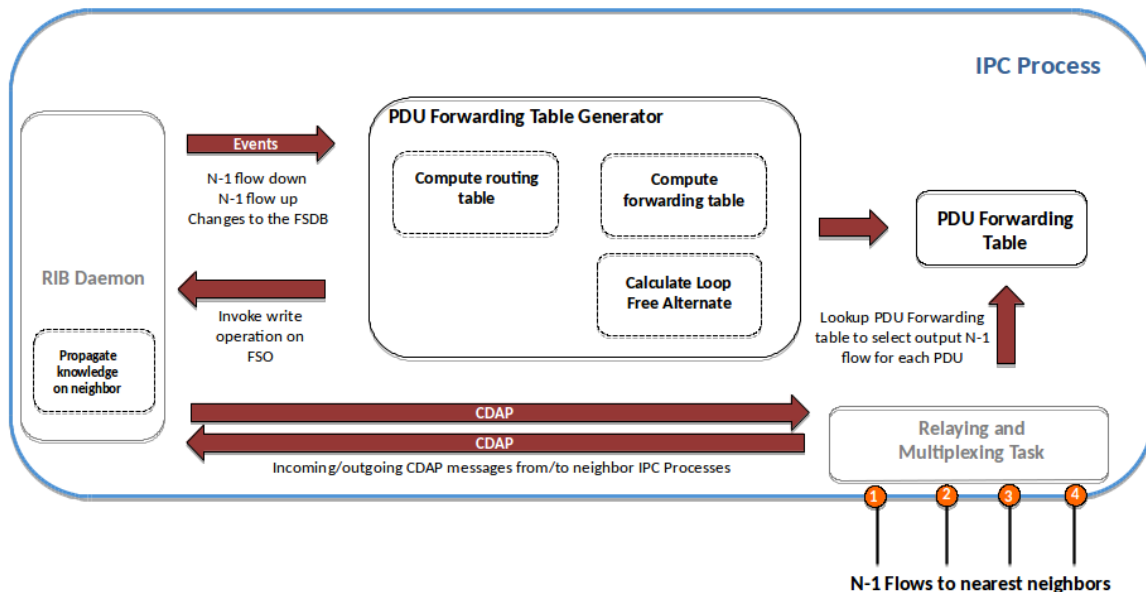 IPC Process
PDU Forwarding Table Generator
Events
N-1 flow down
N-1 flow up
Changes to the FSDB
Compute routing
table
Compute
forwarding table
PDU Forwarding
Table
RIB Daemon
Calculate Loop
Free Alternate
Invoke write
operation on
FSO
Lookup PDU Forwarding
table to select output N-1
flow for each PDU
Propagate
knowledge
on neighbor
CDAP
CDAP
Incoming/outgoing CDAP messages from/to neighbor IPC Processes
Relaying and
Multiplexing Task
1 2 3 4
N-1 Flows to nearest neighbors